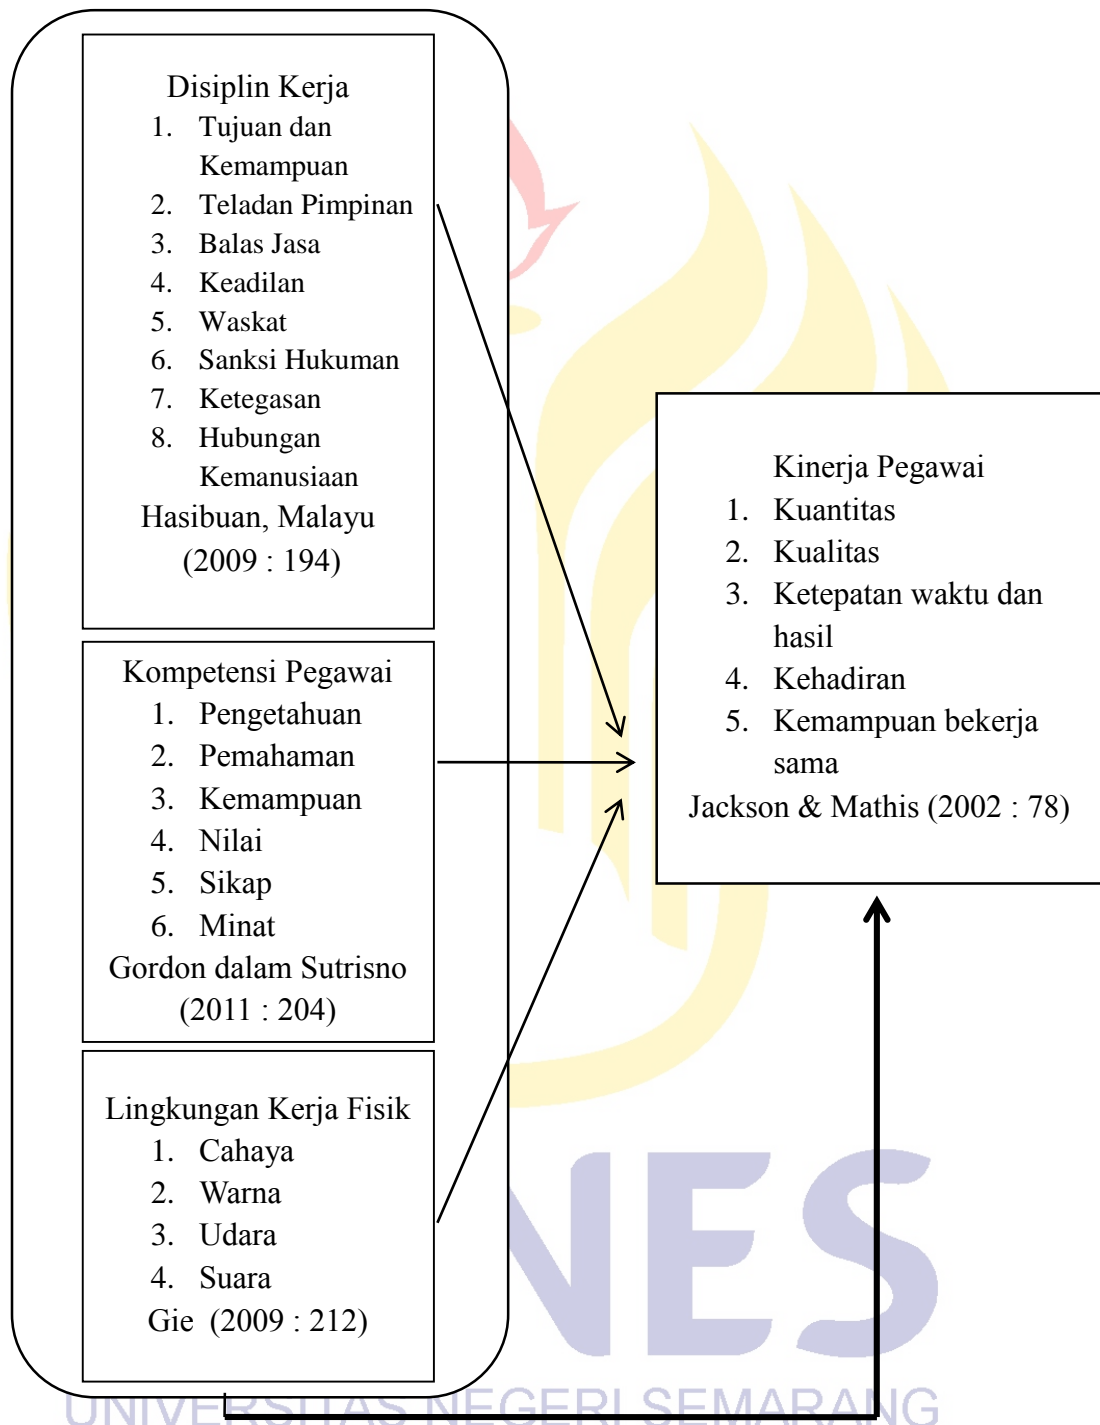 Disiplin Kerja
1. Tujuan dan
Kemampuan
2. Teladan Pimpinan
3. Balas Jasa
4. Keadilan
5. Waskat
6. Sanksi Hukuman
7. Ketegasan
8. Hubungan
Kemanusiaan
Hasibuan, Malayu
(2009 : 194)
Kompetensi Pegawai
1. Pengetahuan
2. Pemahaman
3. Kemampuan
4. Nilai
5. Sikap
6. Minat
Gordon dalam Sutrisno
(2011 : 204)
Lingkungan Kerja Fisik
1. Cahaya
2. Warna
3. Udara
4. Suara
Gie (2009 : 212)
Kinerja Pegawai
1. Kuantitas
2. Kualitas
3. Ketepatan waktu dan
hasil
4. Kehadiran
5. Kemampuan bekerja
sama
Jackson & Mathis (2002 : 78)
NES
UNIVERSITAS NEGERI SEMARANG